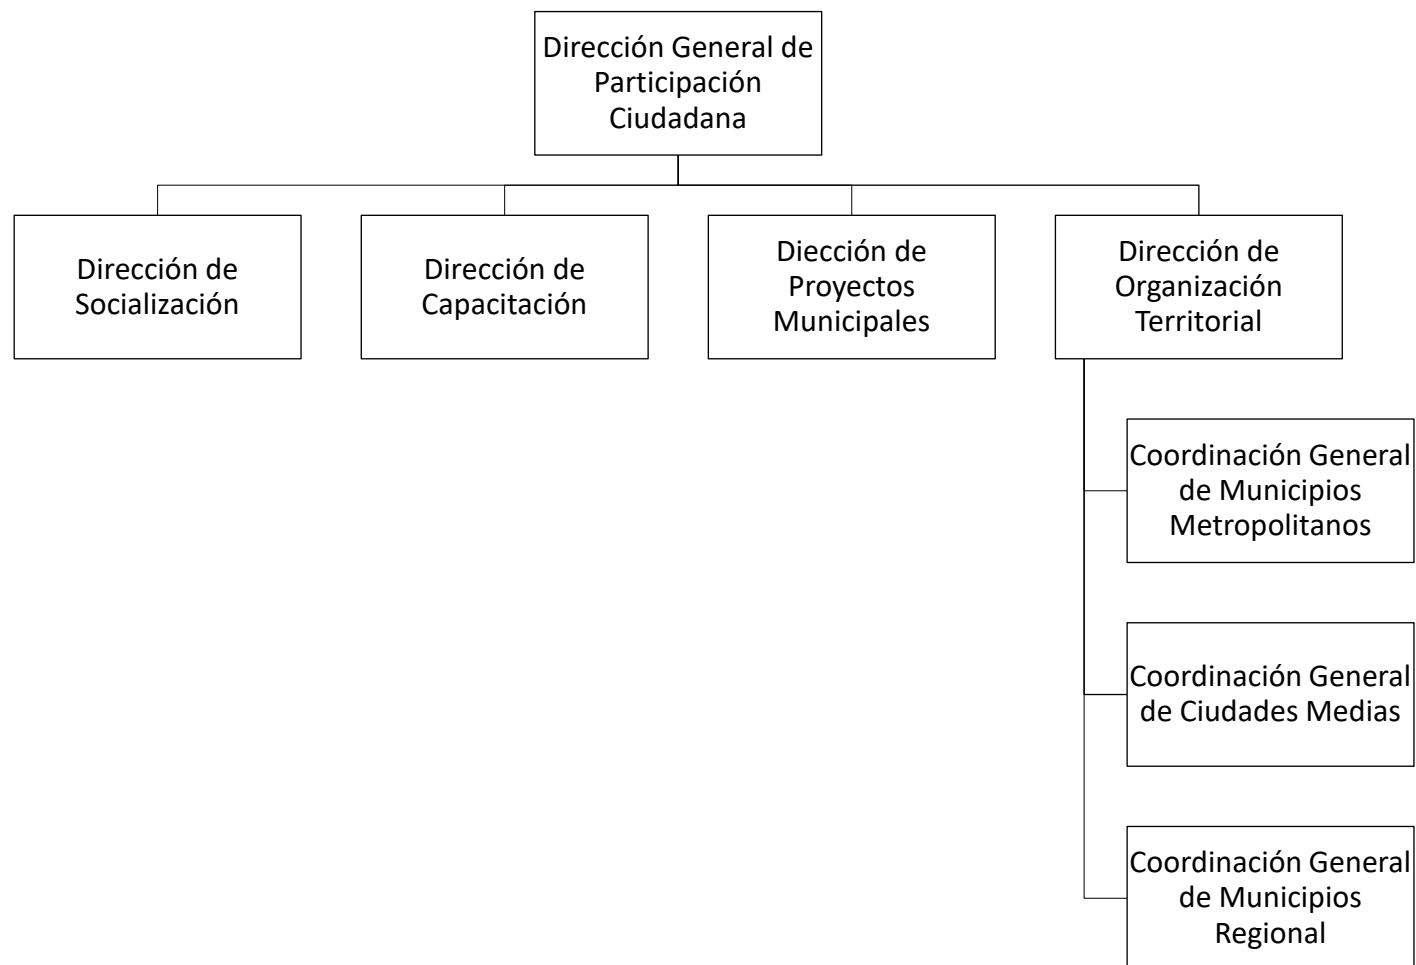 Dirección General de
Participación
Ciudadana
Dirección de
Socialización
Dirección de
Capacitación
Diección de
Proyectos
Municipales
Dirección de
Organización
Territorial
Coordinación General
de Municipios
Metropolitanos
Coordinación General
de Ciudades Medias
Coordinación General
de Municipios
Regional